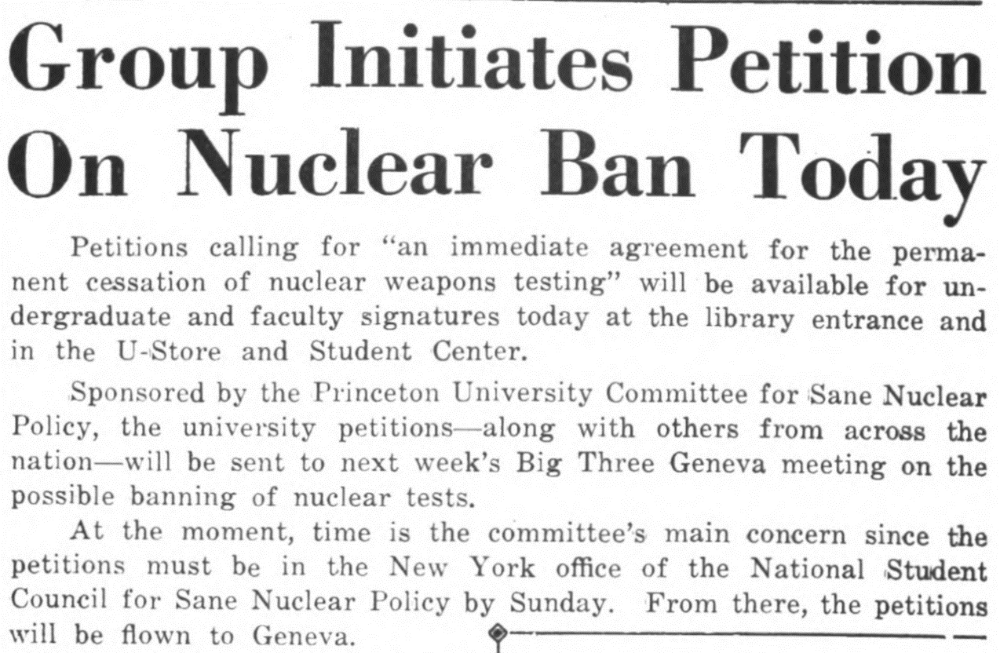 Group Initiates Petition
On Nuclear Ban Today
Petitions calling for “an immediate agreement for the perma-
nent cessation of nuclear weapons testing” will be available for un-
dergraduate and faculty signatures today at the library entrance and
in the U-Store and Student Center.
Sponsored by the Princeton University Committee for Sane Nuclear
Policy, the university petitions—along with others from across the
nation—will be sent to next week’s Big Three Geneva meeting on the
possible banning of nuclear tests.
At the moment, time is the committee’s main concern since the
petitions must be in the New York office of the National Student
Council for Sane Nuclear Policy by Sunday. From there, the petitions
will be flown to Geneva.